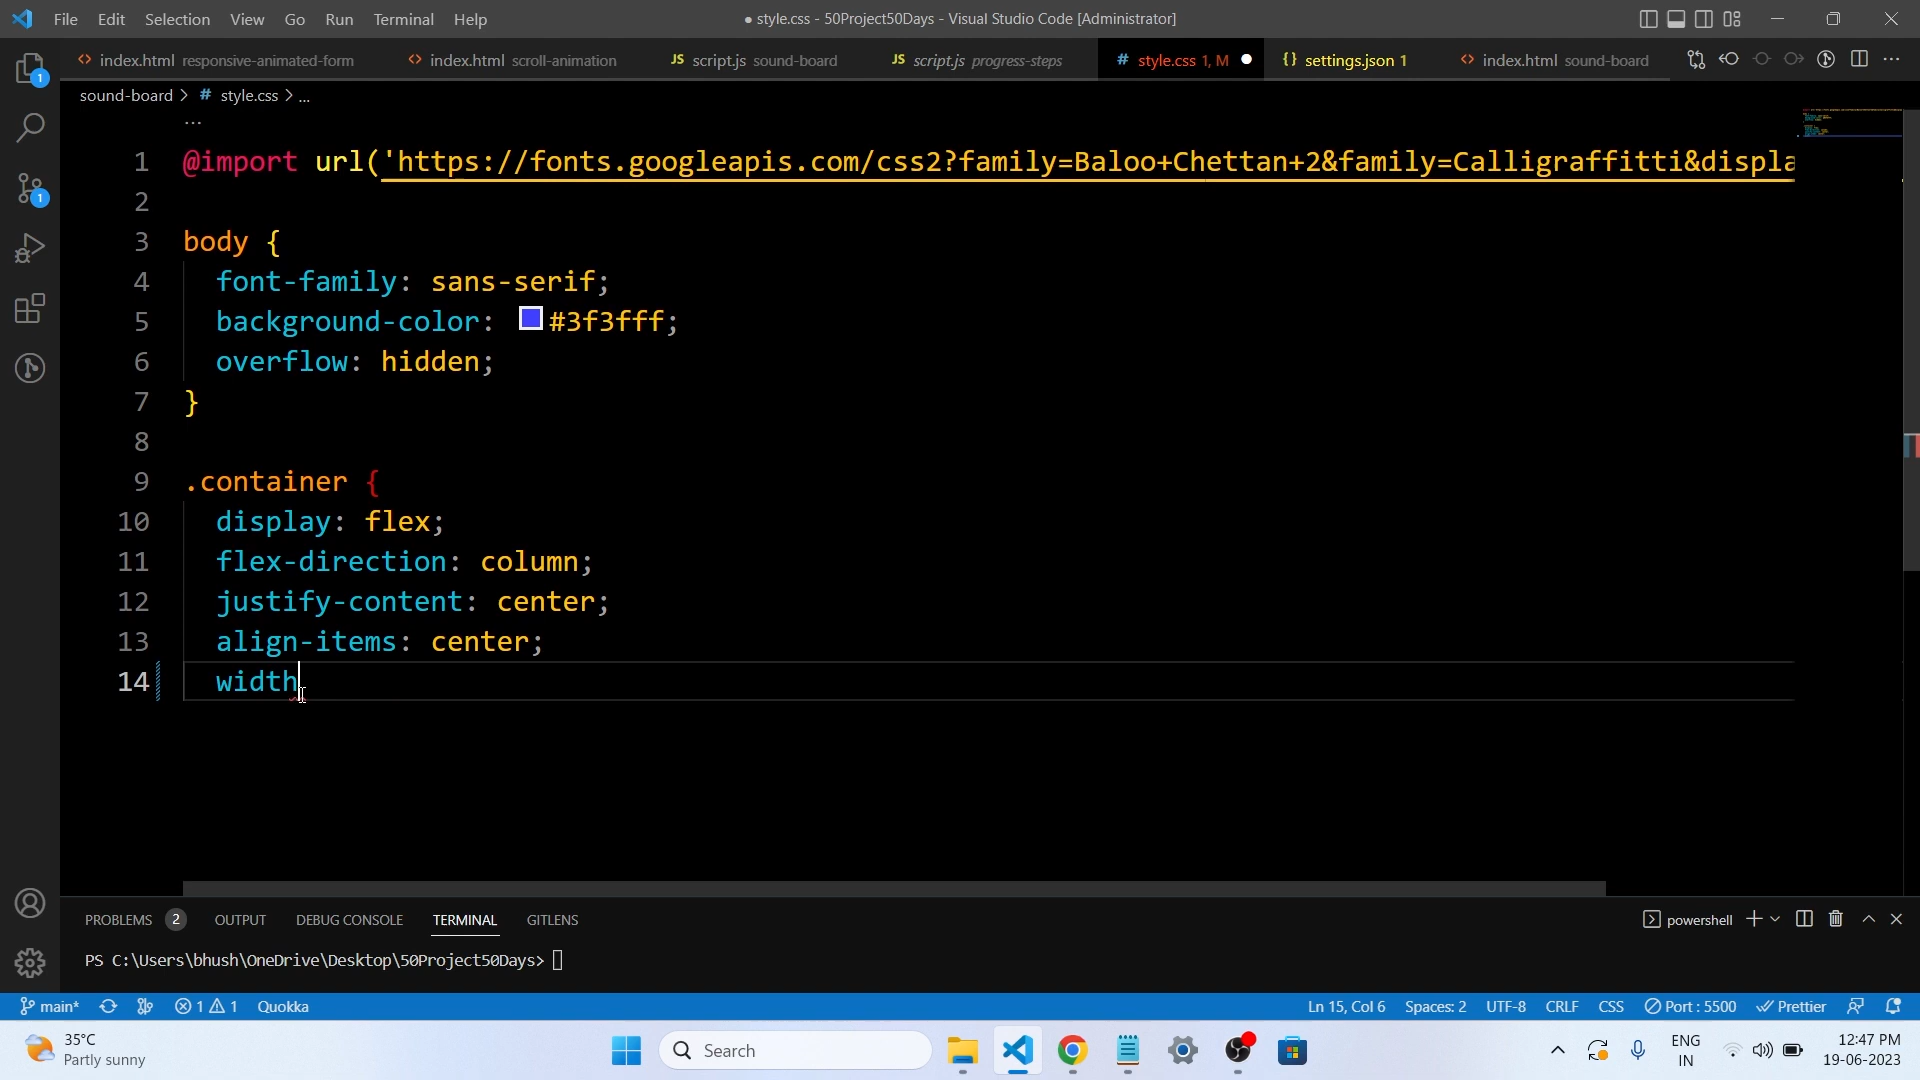 File Edit Selection View Go Run Terminal Help ● style.css - 50Project50Days - Visual Studio Code [Administrator]
index.html responsive-animated-form index.html scroll-animation JS script.js sound-board JS script.js progress-steps # style.css 1, M {} settings.json 1 index.html sound-board
1
sound-board > # style.css > ...
...
1 @import url('https://fonts.googleapis.com/css2?family=Baloo+Chettan+2&family=Calligraffitti&displa
1
2
3 body {
4 font-family: sans-serif;
5 background-color: #3f3fff;
6 overflow: hidden;
7 }
8
9 .container {
10 display: flex;
11 flex-direction: column;
12 justify-content: center;
13 align-items: center;
14 width
PROBLEMS 2 OUTPUT DEBUG CONSOLE TERMINAL GITLENS powershell
PS C:\Users\bhush\OneDrive\Desktop\50Project50Days>
main* 1 1 Quokka Ln 15, Col 6 Spaces: 2 UTF-8 CRLF CSS Port : 5500 Prettier
35°C
Partly sunny
Search
ENG
IN
12:47 PM
19-06-2023